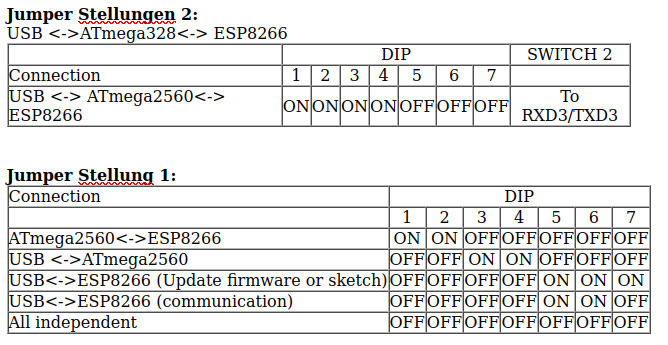 Jumper Stellungen 2:
USB <->ATmega328<-> ESP8266
DIP SWITCH 2
Connection 1 2 3 4 5 6 7
USB <-> ATmega2560<->
ESP8266 ON ON ON ON OFF OFF OFF To
RXD3/TXD3
Jumper Stellung 1:
Connection DIP
1 2 3 4 5 6 7
ATmega2560<->ESP8266 ON ON OFF OFF OFF OFF OFF
USB <->ATmega2560 OFF OFF ON ON OFF OFF OFF
USB<->ESP8266 (Update firmware or sketch) OFF OFF OFF OFF ON ON ON
USB<->ESP8266 (communication) OFF OFF OFF OFF ON ON OFF
All independent OFF OFF OFF OFF OFF OFF OFF